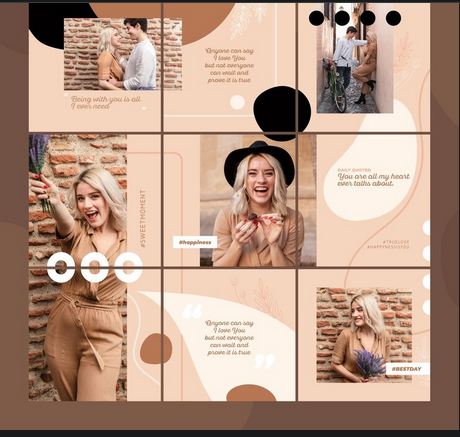 Anyone can say
I love You
but not everyone
can wait and
prove it is true
Being with you is all
I ever need
DAILY QUOTES
You are all my heart
ever talks about.
#SWEETMOMENT
#happiness
#TRUELOVE
#HAPPINESSISYOU
Anyone can say
I love You
but not everyone
can wait and
prove it is true
#BESTDAY